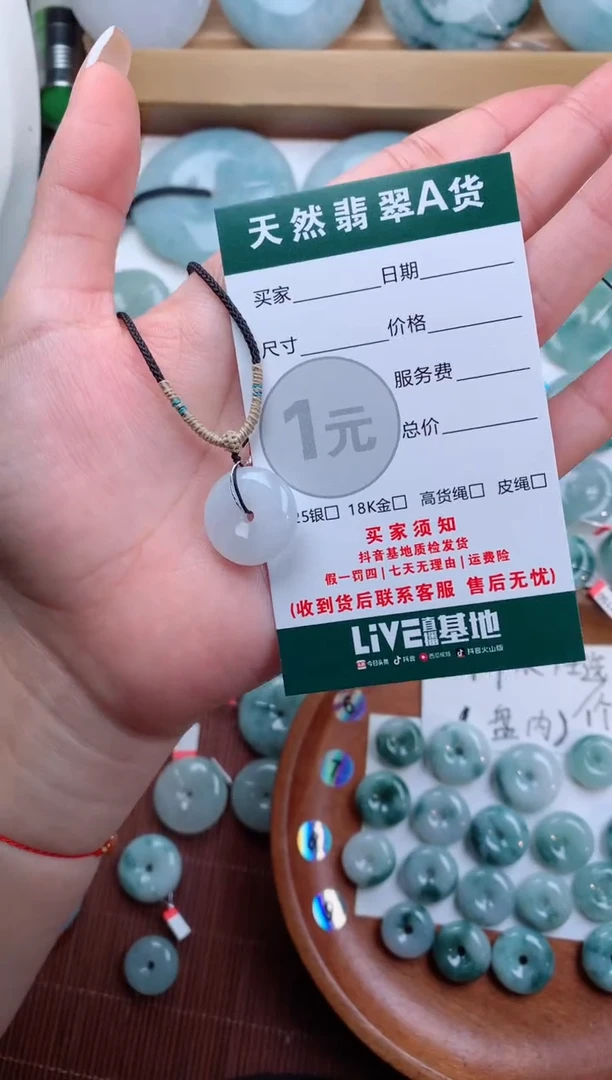 天然翡翠A货
买家 日期
尺寸 价格
服务费
1元
总价
25银□ 18K金□ 高货绳□ 皮绳□
买家须知
抖音基地质检发货
假一罚四|七天无理由|运费险
(收到货后联系客服 售后无忧)
LIVE直播基地
今日头条 抖音 西瓜视频 抖音火山版
(盘内)